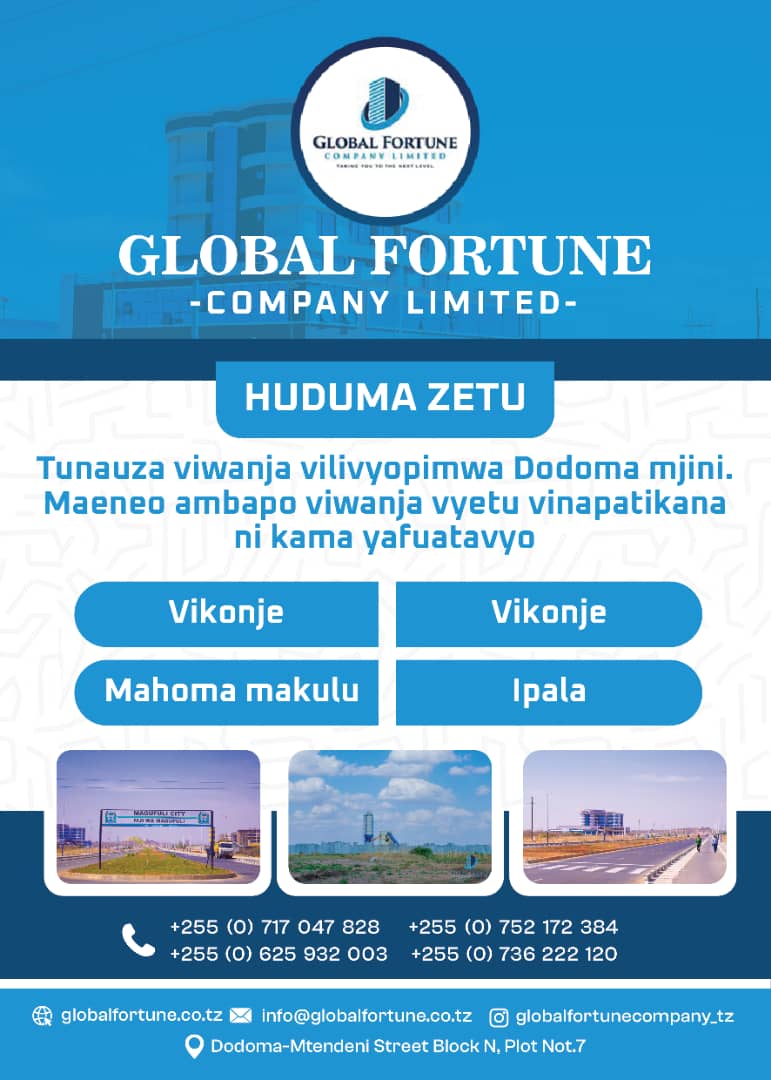 GLOBAL FORTUNE
COMPANY LIMITED
TAKING YOU TO THE NEXT LEVEL
GLOBAL FORTUNE
-COMPANY LIMITED-
HUDUMA ZETU
Tunauza viwanja vilivyopimwa Dodoma mjini.
Maeneo ambapo viwanja vyetu vinapatikana
ni kama yafuatavyo
Vikonje
Vikonje
Mahoma makulu
Ipala
MAGUFULI CITY
MJI WA MAGUFULI
+255 (0) 717 047 828
+255 (0) 752 172 384
+255 (0) 625 932 003
+255 (0) 736 222 120
globalfortune.co.tz
info@globalfortune.co.tz
globalfortunecompany_tz
Dodoma-Mtendeni Street Block N, Plot Not.7